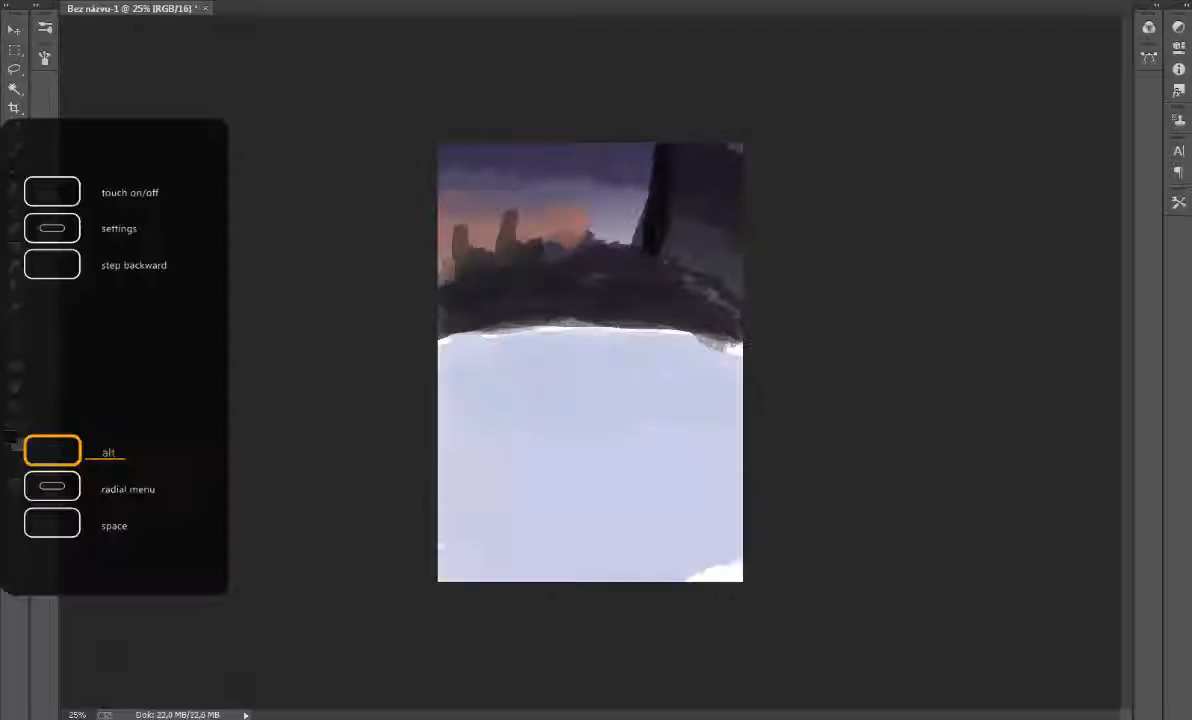 Bez názvu-1 @ 25% (RGB/16) * ×
touch on/off
settings
step backward
alt
radial menu
space
25%
Dok: 22,0 MB/22,6 MB